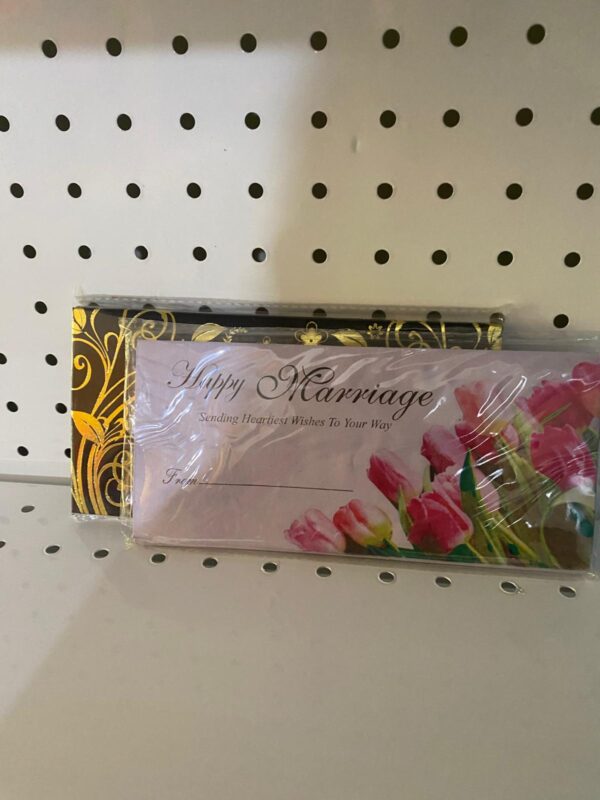 Happy Marriage
Sending Heartiest Wishes To Your Way
From